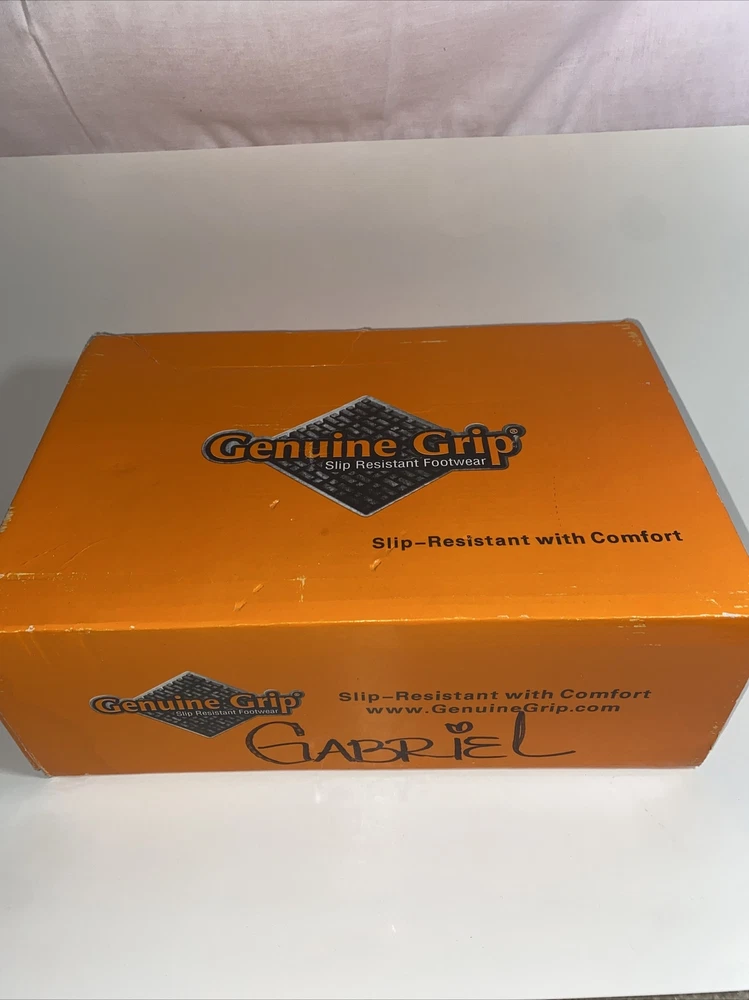 Genuine Grip®
Slip Resistant Footwear
Slip-Resistant with Comfort
Genuine Grip®
Slip Resistant Footwear
Slip-Resistant with Comfort
www.GenuineGrip.com
GABRiEL